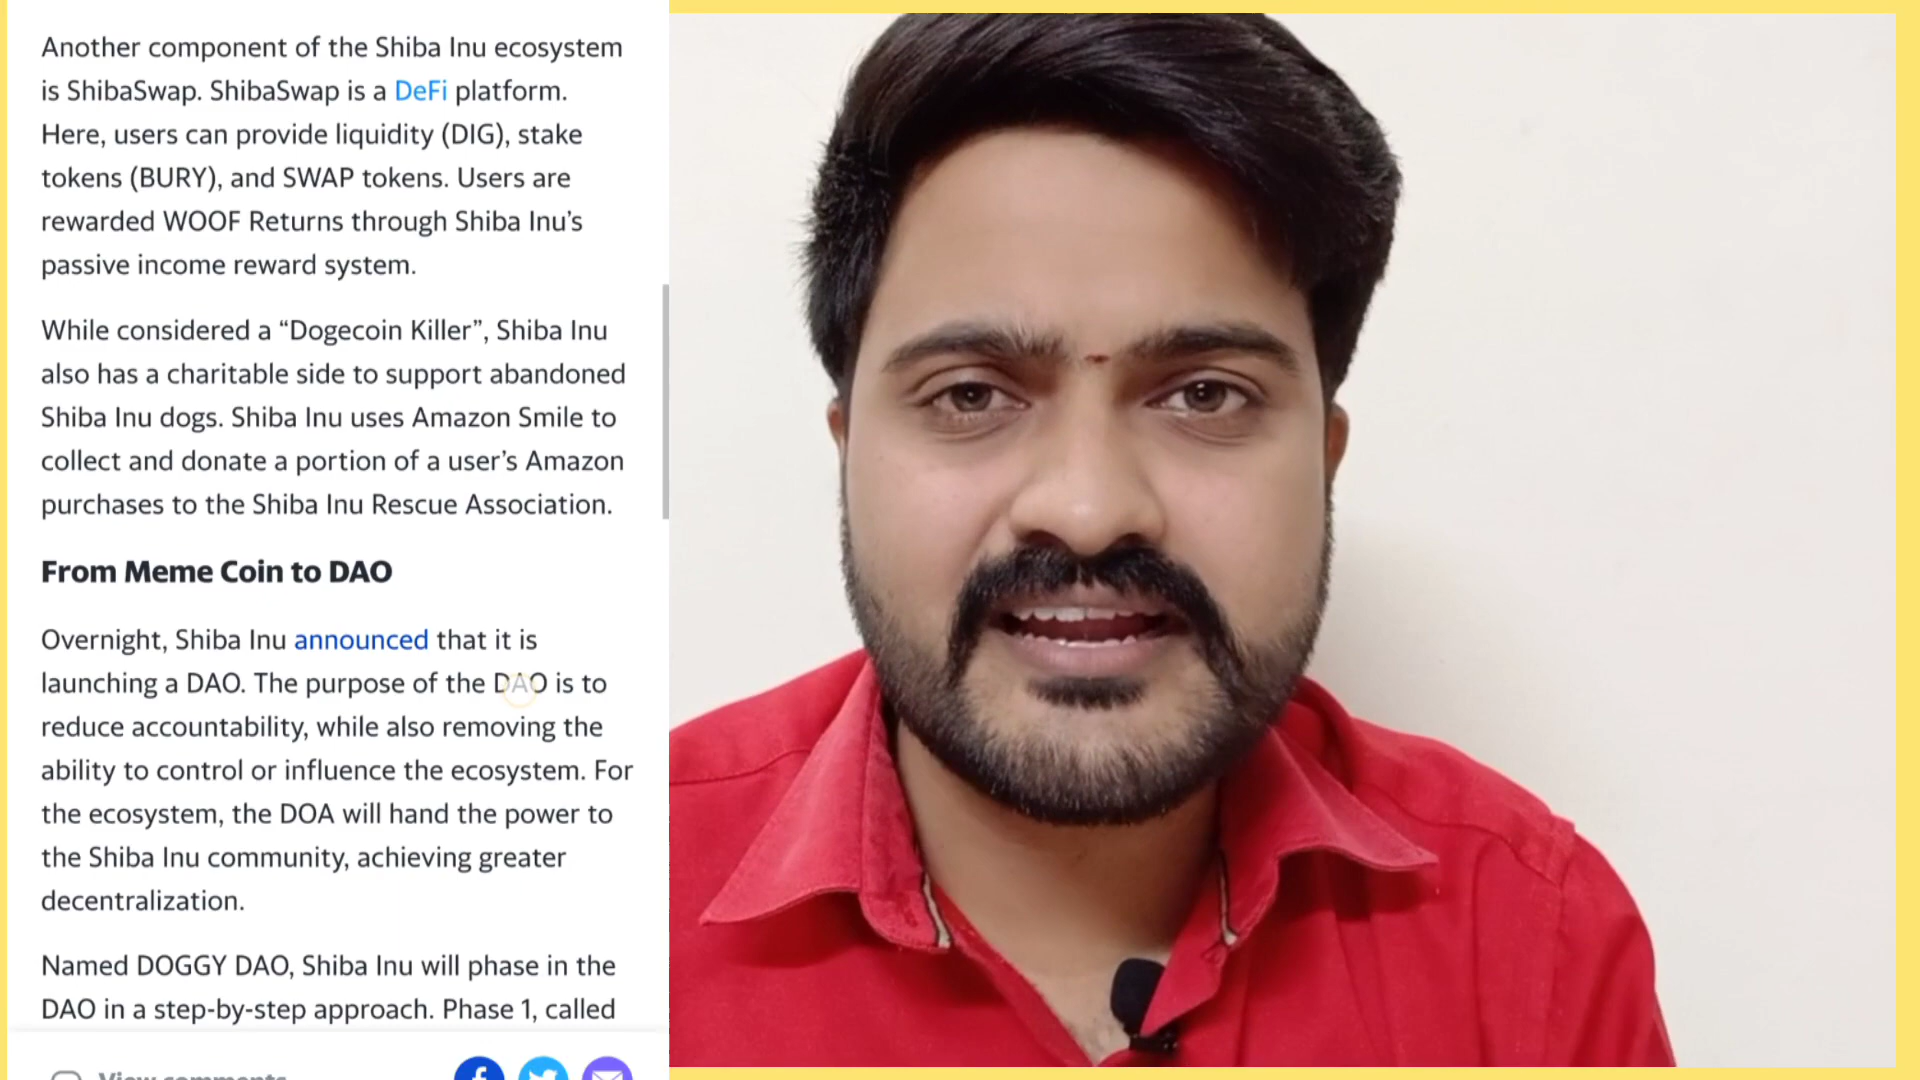 Another component of the Shiba Inu ecosystem
is ShibaSwap. ShibaSwap is a DeFi platform.
Here, users can provide liquidity (DIG), stake
tokens (BURY), and SWAP tokens. Users are
rewarded WOOF Returns through Shiba Inu’s
passive income reward system.
While considered a “Dogecoin Killer”, Shiba Inu
also has a charitable side to support abandoned
Shiba Inu dogs. Shiba Inu uses Amazon Smile to
collect and donate a portion of a user’s Amazon
purchases to the Shiba Inu Rescue Association.
From Meme Coin to DAO
Overnight, Shiba Inu announced that it is
launching a DAO. The purpose of the DAO is to
reduce accountability, while also removing the
ability to control or influence the ecosystem. For
the ecosystem, the DOA will hand the power to
the Shiba Inu community, achieving greater
decentralization.
Named DOGGY DAO, Shiba Inu will phase in the
DAO in a step-by-step approach. Phase 1, called
View comments